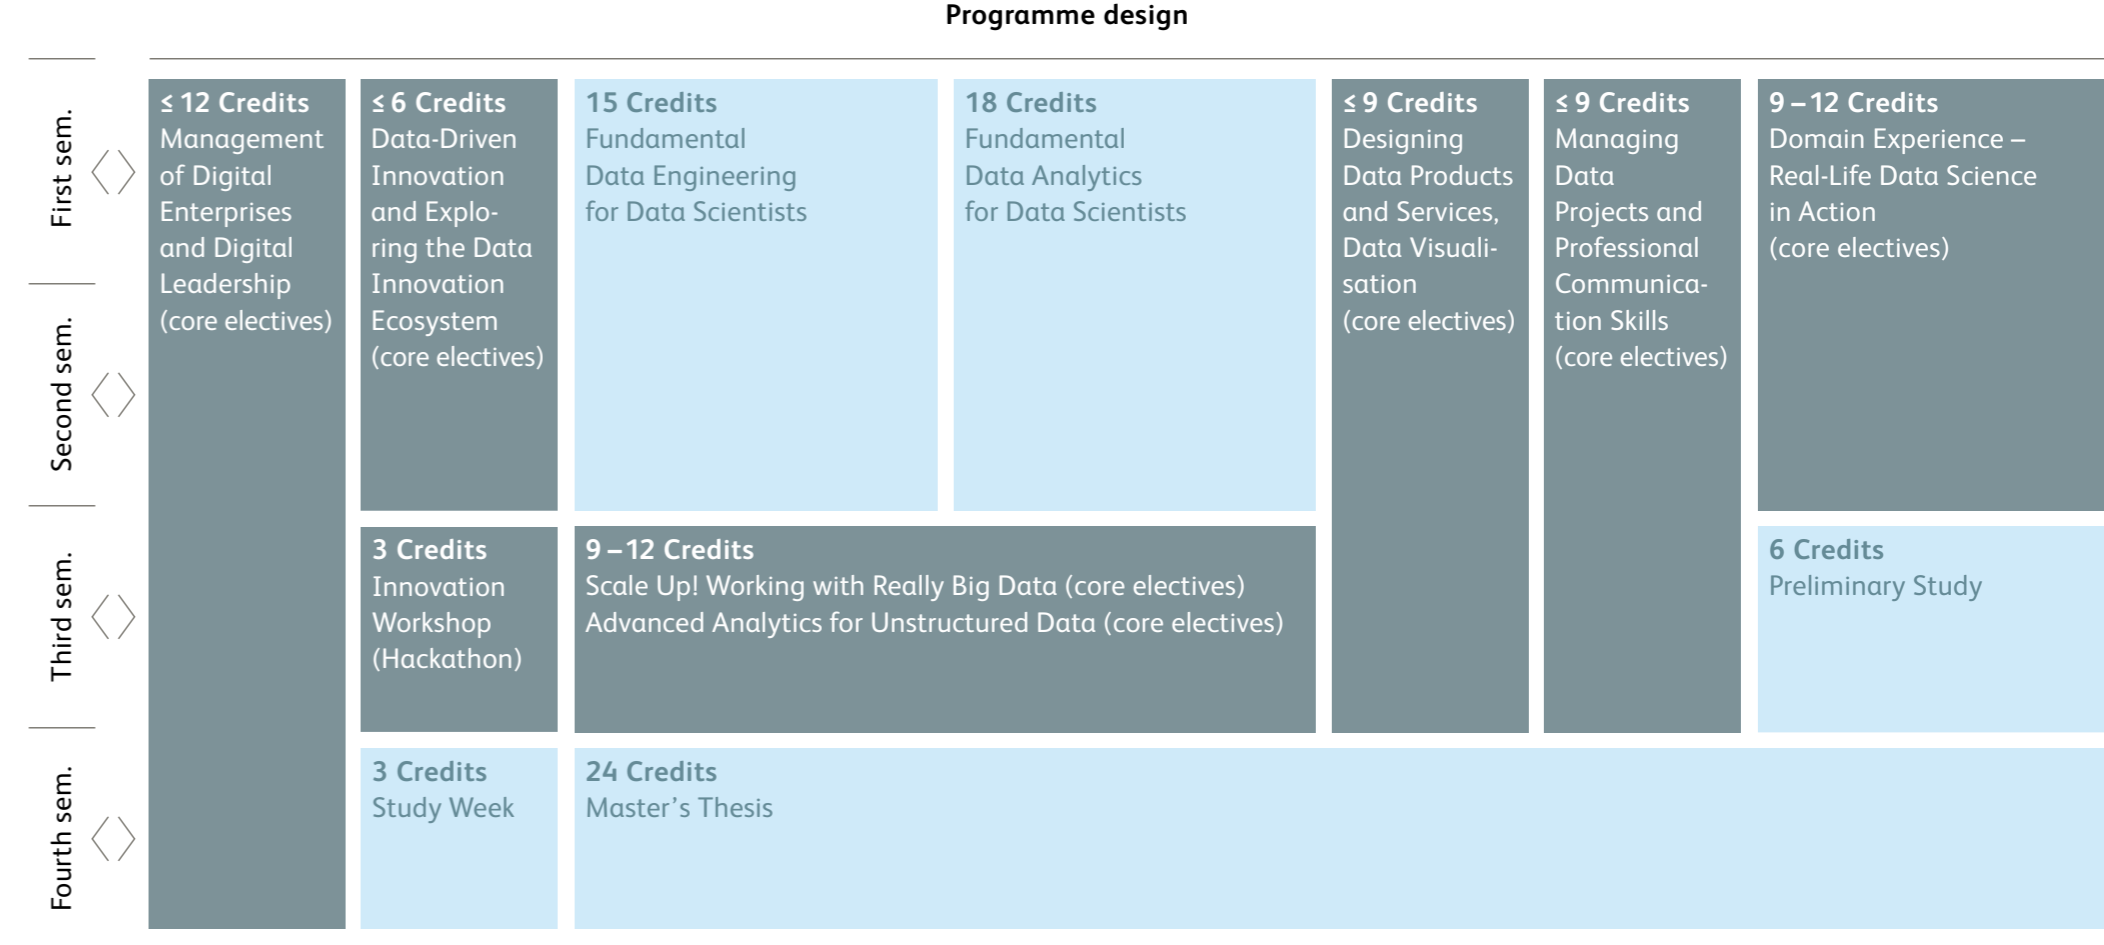 Programme design
First sem.
Second sem.
Third sem.
Fourth sem.
≤ 12 Credits
Management
of Digital
Enterprises
and Digital
Leadership
(core electives)
≤ 6 Credits
Data-Driven
Innovation
and Explo-
ring the Data
Innovation
Ecosystem
(core electives)
15 Credits
Fundamental
Data Engineering
for Data Scientists
18 Credits
Fundamental
Data Analytics
for Data Scientists
≤ 9 Credits
Designing
Data Products
and Services,
Data Visuali-
sation
(core electives)
≤ 9 Credits
Managing
Data
Projects and
Professional
Communica-
tion Skills
(core electives)
9 – 12 Credits
Domain Experience –
Real-Life Data Science
in Action
(core electives)
3 Credits
Innovation
Workshop
(Hackathon)
9 – 12 Credits
Scale Up! Working with Really Big Data (core electives)
Advanced Analytics for Unstructured Data (core electives)
6 Credits
Preliminary Study
3 Credits
Study Week
24 Credits
Master’s Thesis